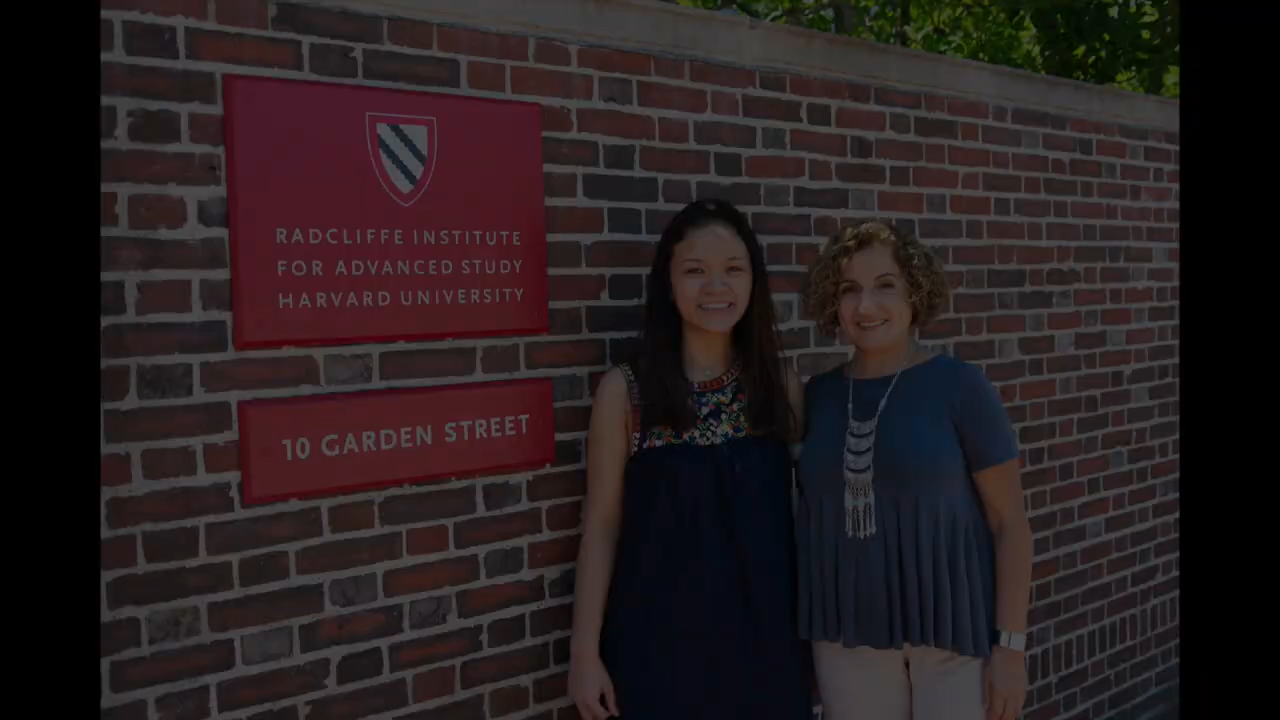 RADCLIFFE INSTITUTE
FOR ADVANCED STUDY
HARVARD UNIVERSITY
10 GARDEN STREET